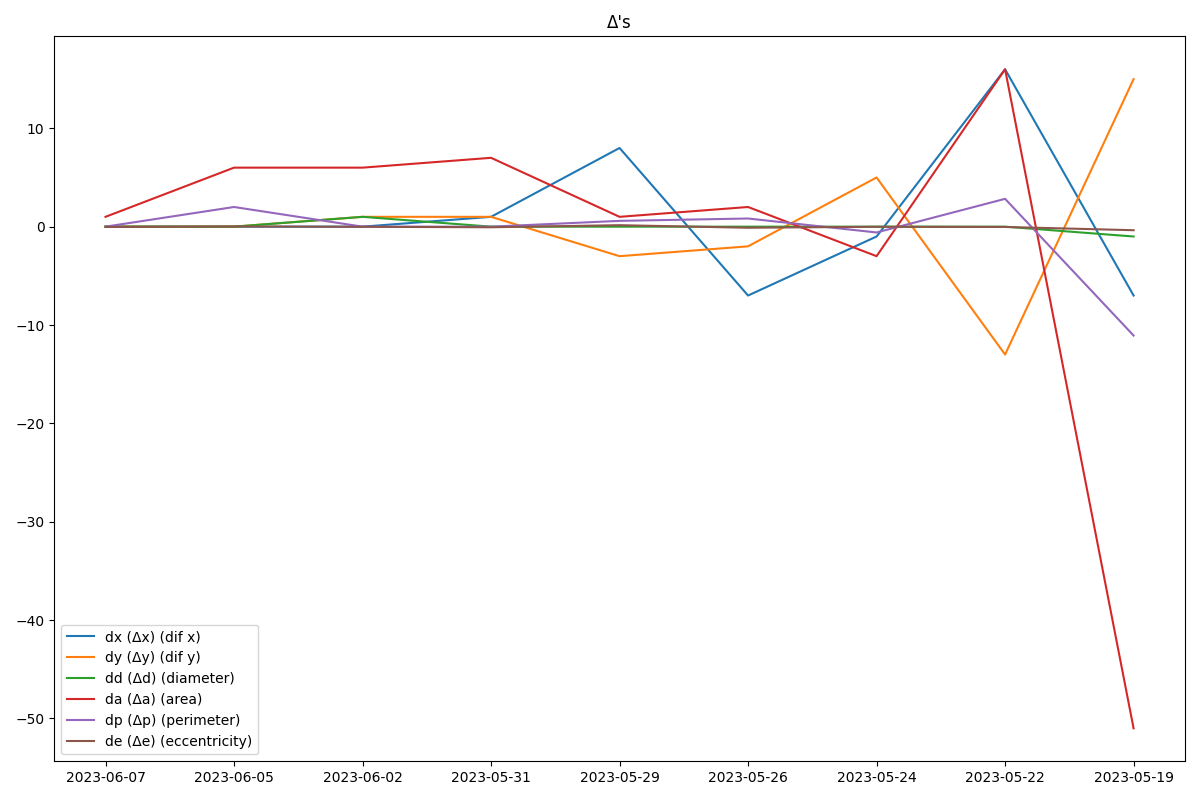 Δ's
10
0
−10
−20
−30
−40
−50
dx (Δx) (dif x)
dy (Δy) (dif y)
dd (Δd) (diameter)
da (Δa) (area)
dp (Δp) (perimeter)
de (Δe) (eccentricity)
2023-06-07 2023-06-05 2023-06-02 2023-05-31 2023-05-29 2023-05-26 2023-05-24 2023-05-22 2023-05-19